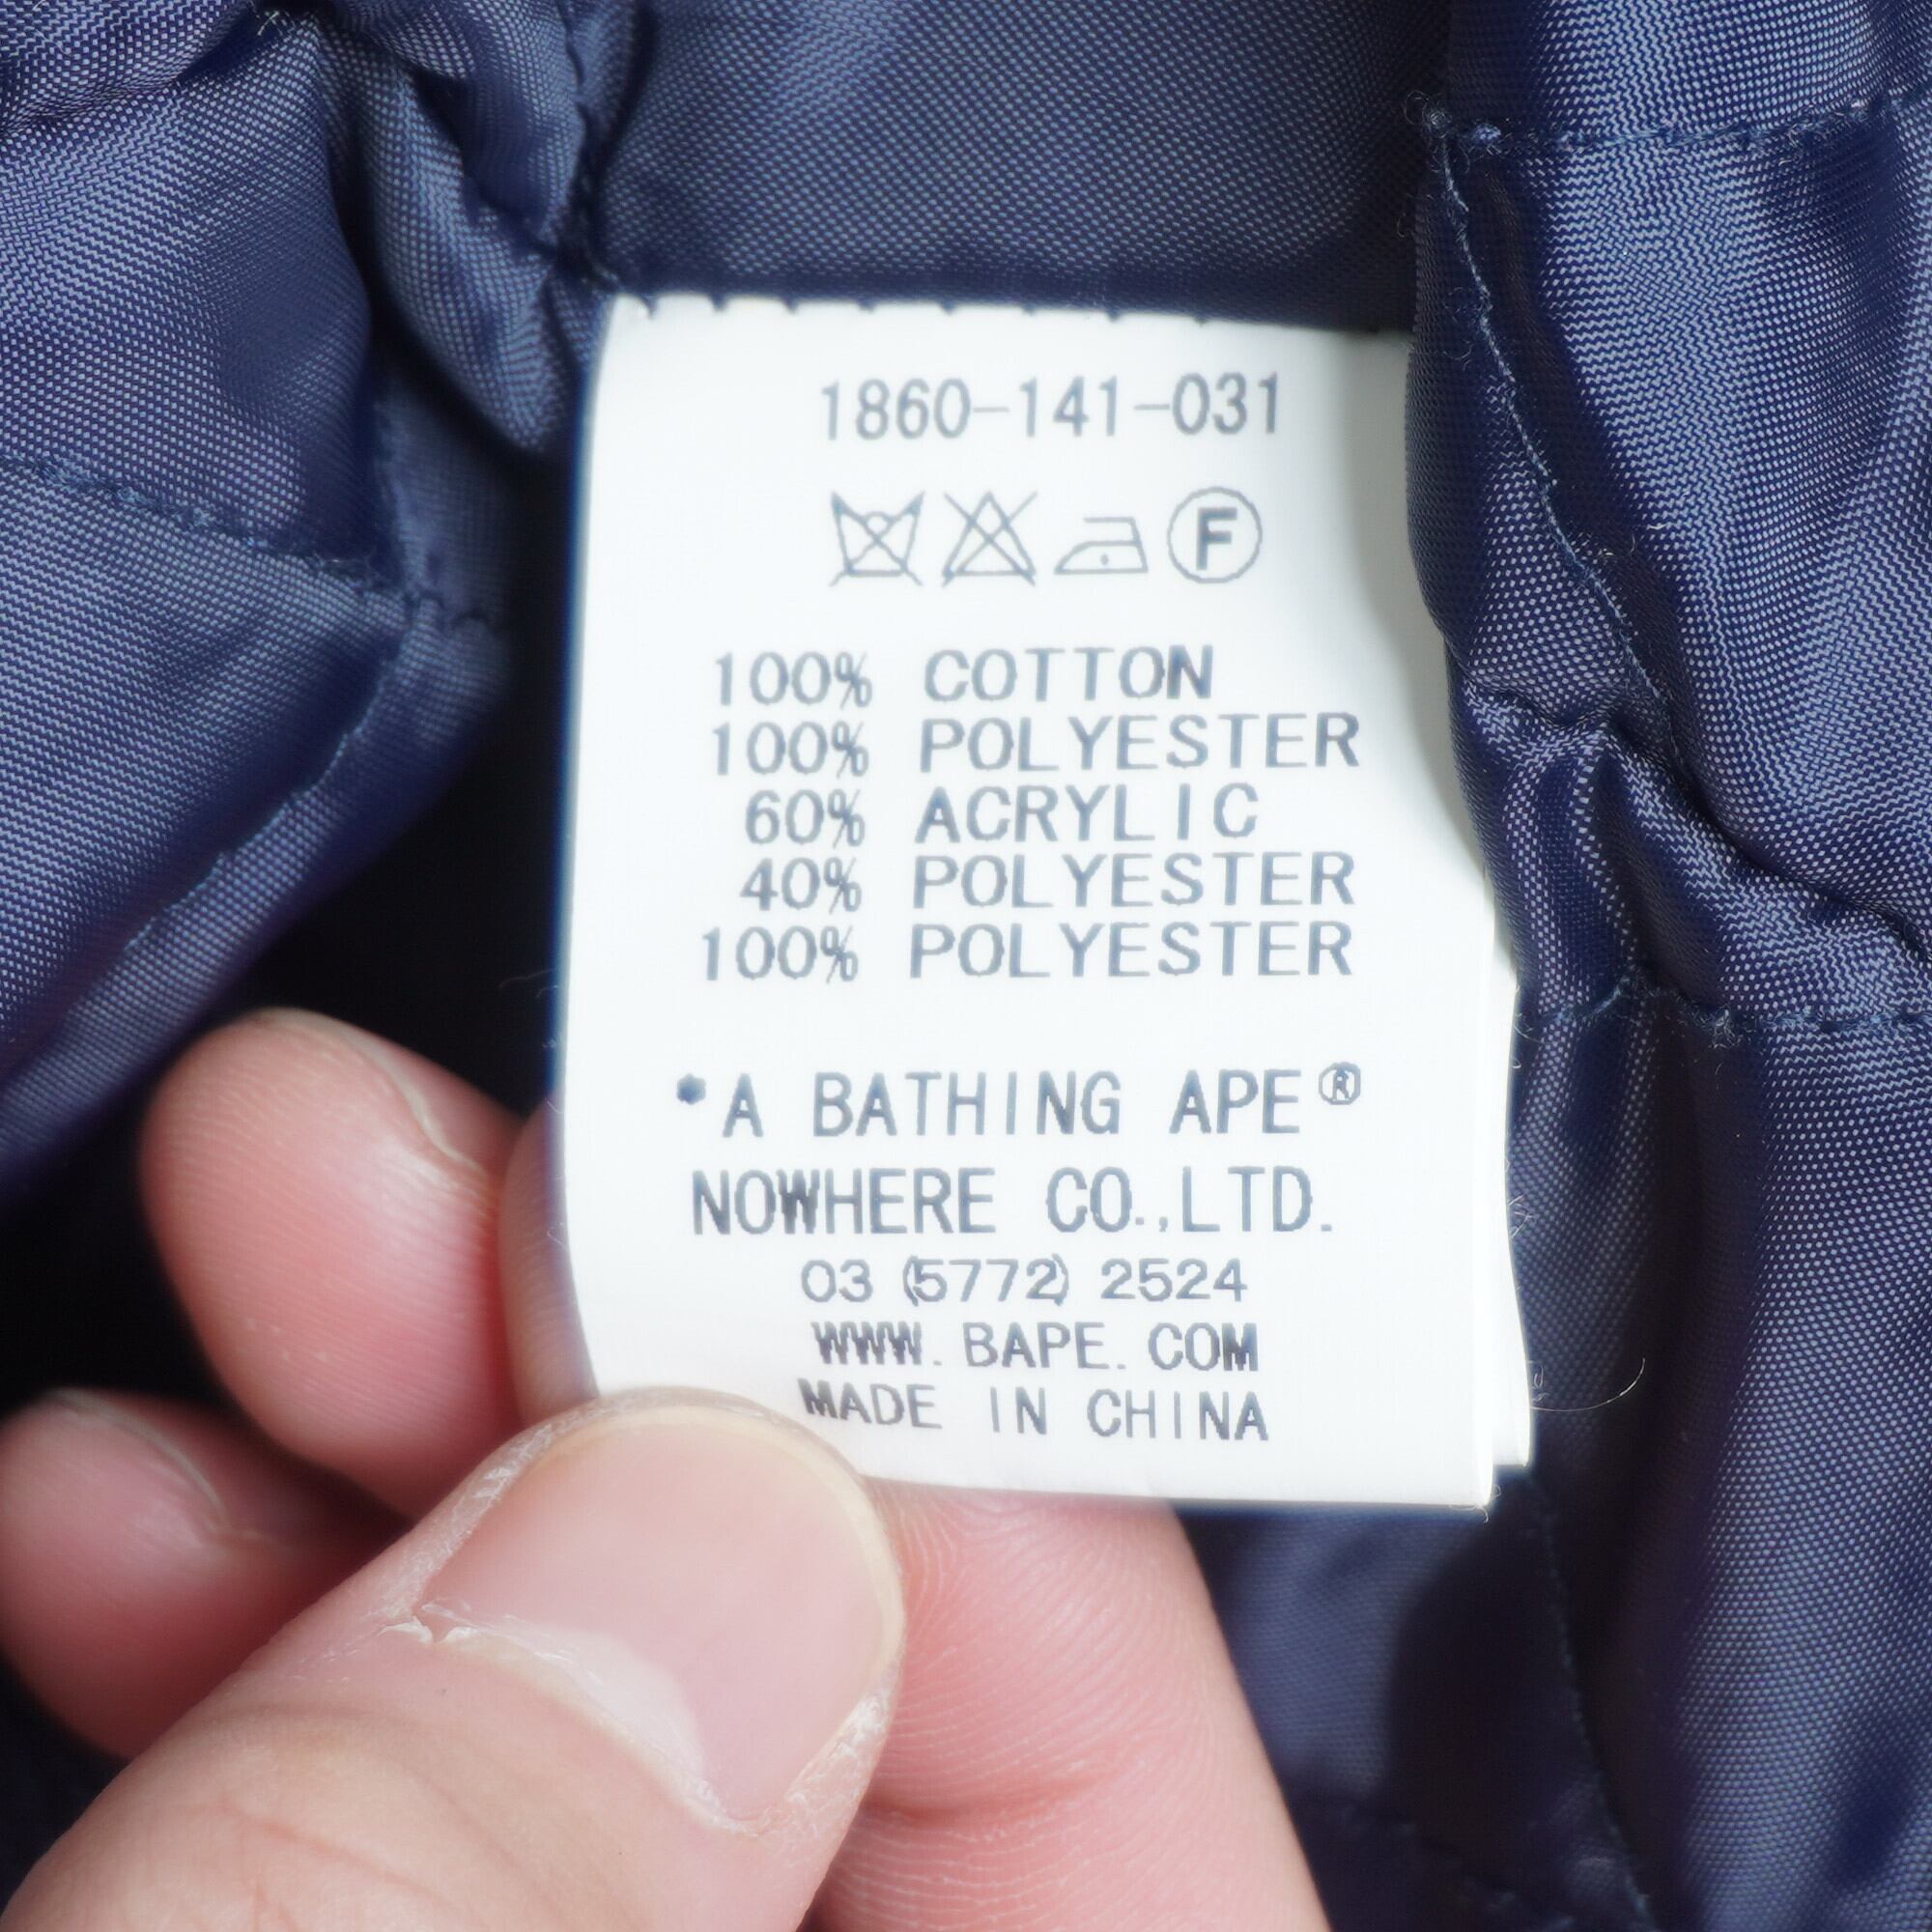 1860-141-031
F
100% COTTON
100% POLYESTER
60% ACRYLIC
40% POLYESTER
100% POLYESTER
•A BATHING APE®
NOWHERE CO.,LTD.
03 (5772) 2524
WWW.BAPE.COM
MADE IN CHINA